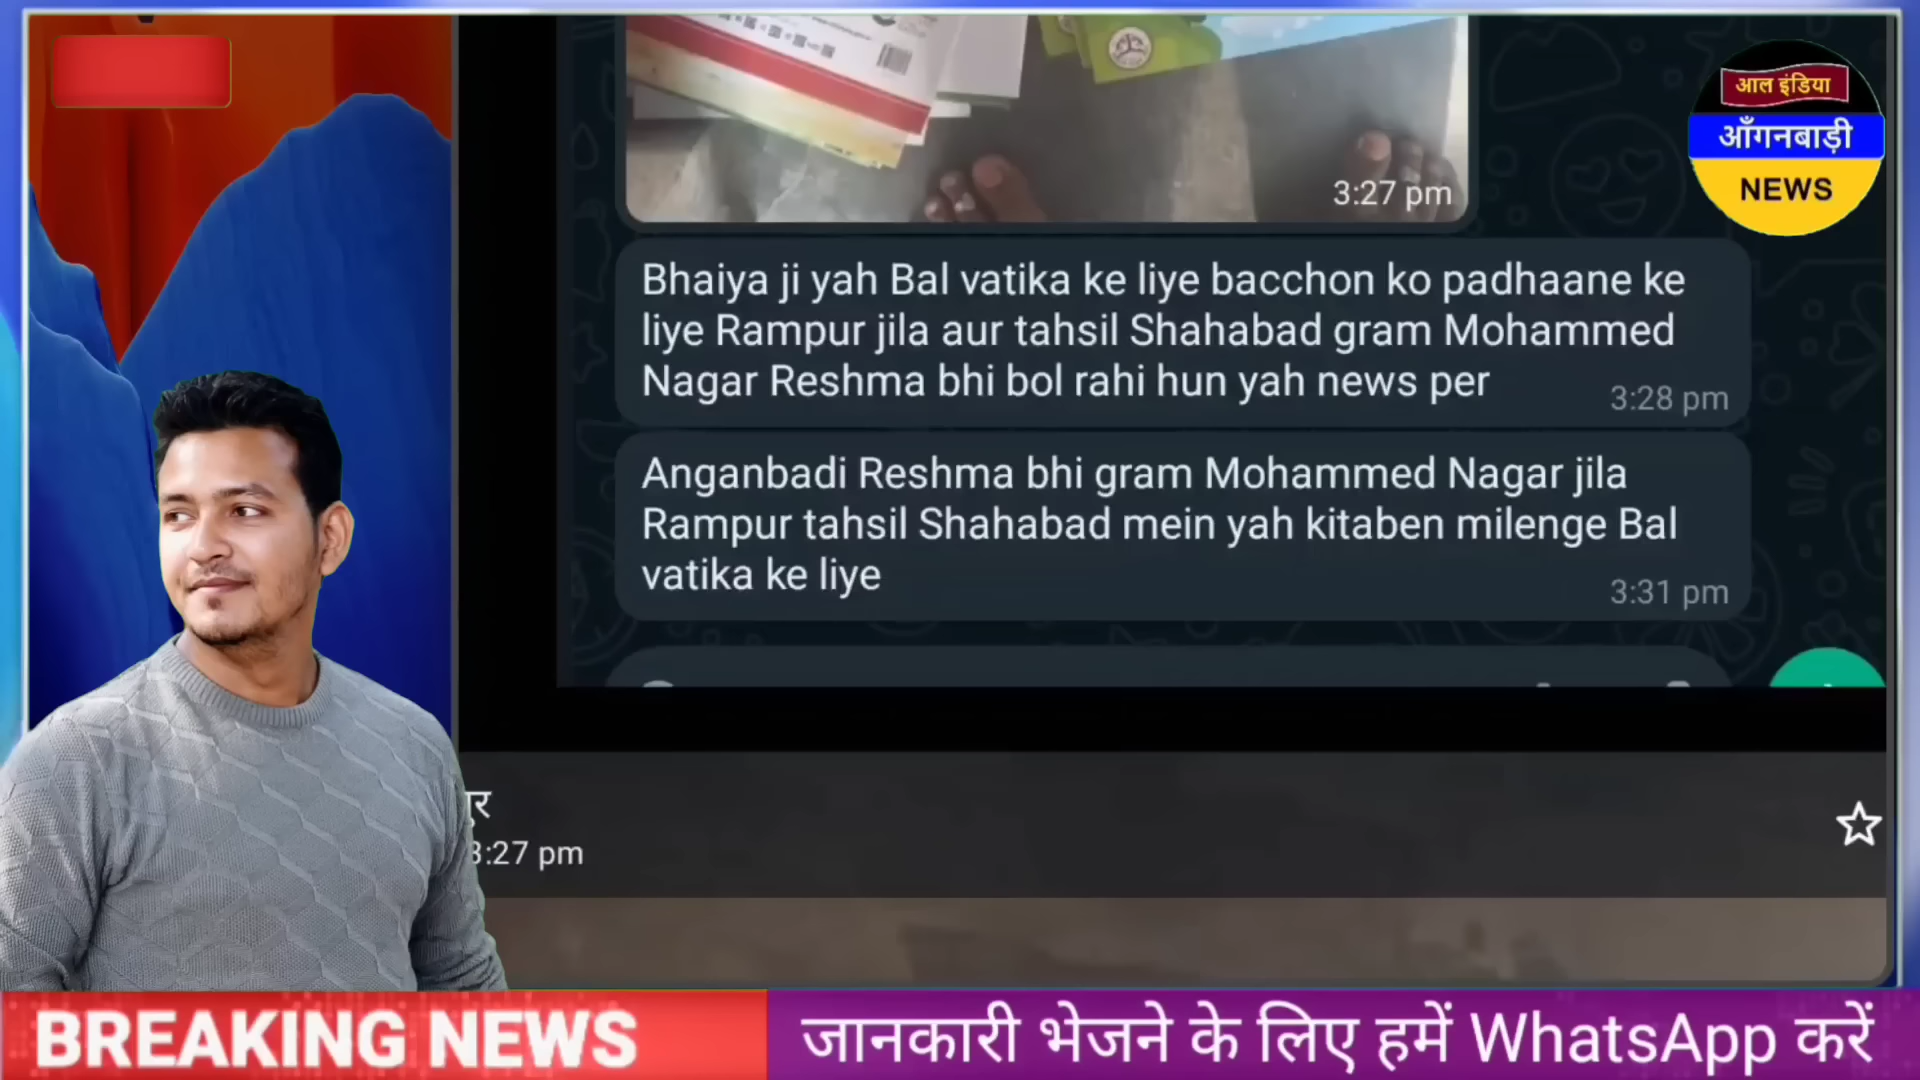 आल इंडिया
आँगनबाड़ी
NEWS
3:27 pm
Bhaiya ji yah Bal vatika ke liye bacchon ko padhaane ke
liye Rampur jila aur tahsil Shahabad gram Mohammed
Nagar Reshma bhi bol rahi hun yah news per
3:28 pm
Anganbadi Reshma bhi gram Mohammed Nagar jila
Rampur tahsil Shahabad mein yah kitaben milenge Bal
vatika ke liye
3:31 pm
3:27 pm
BREAKING NEWS
जानकारी भेजने के लिए हमें WhatsApp करें